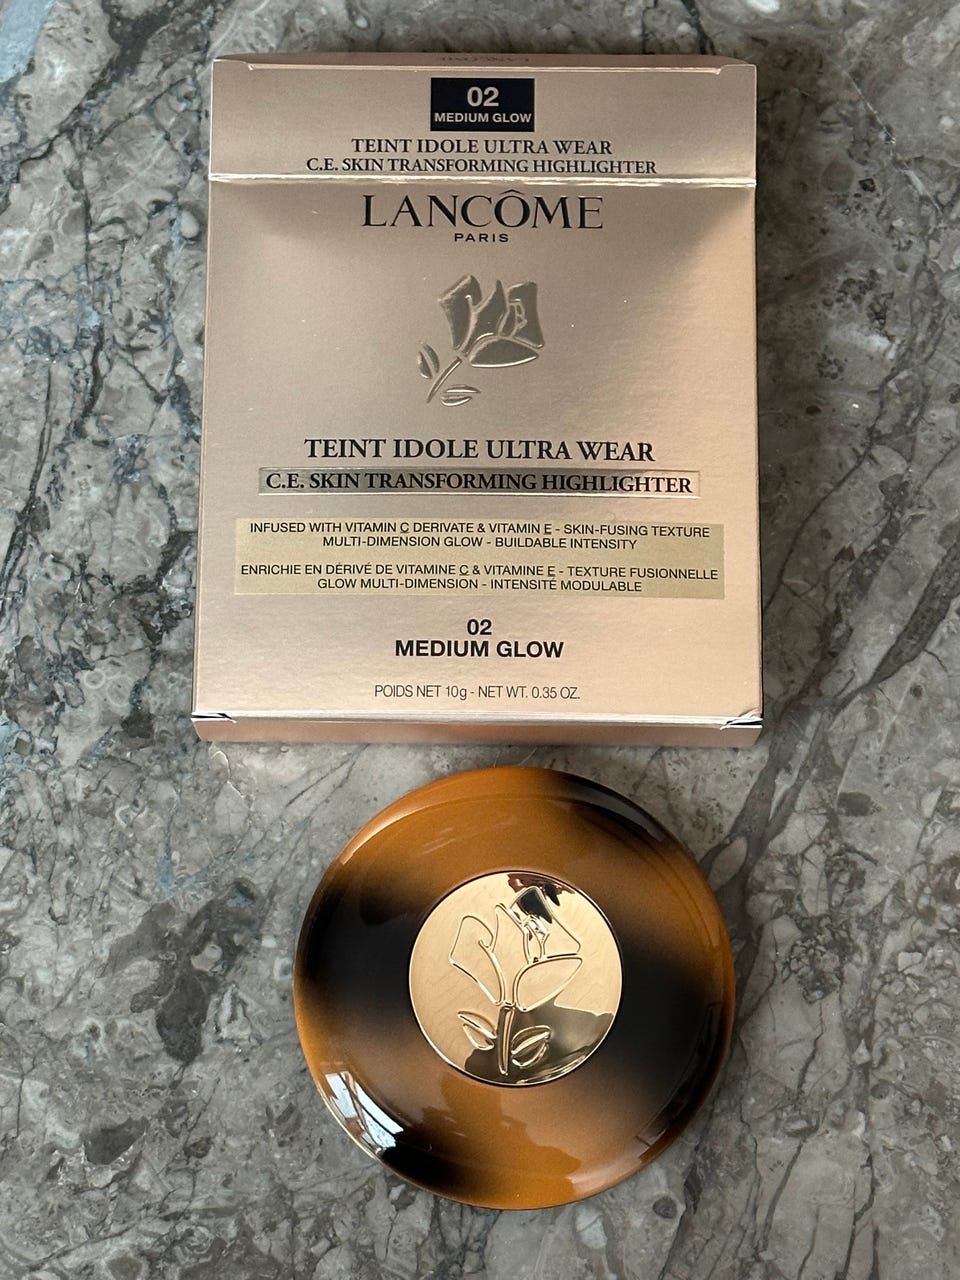 02
MEDIUM GLOW
TEINT IDOLE ULTRA WEAR
C.E. SKIN TRANSFORMING HIGHLIGHTER
LANCÔME
PARIS
TEINT IDOLE ULTRA WEAR
C.E. SKIN TRANSFORMING HIGHLIGHTER
INFUSED WITH VITAMIN C DERIVATE & VITAMIN E - SKIN-FUSING TEXTURE
MULTI-DIMENSION GLOW - BUILDABLE INTENSITY
ENRICHIE EN DÉRIVÉ DE VITAMINE C & VITAMINE E - TEXTURE FUSIONNELLE
GLOW MULTI-DIMENSION - INTENSITÉ MODULABLE
02
MEDIUM GLOW
POIDS NET 10g - NET WT. 0.35 OZ.